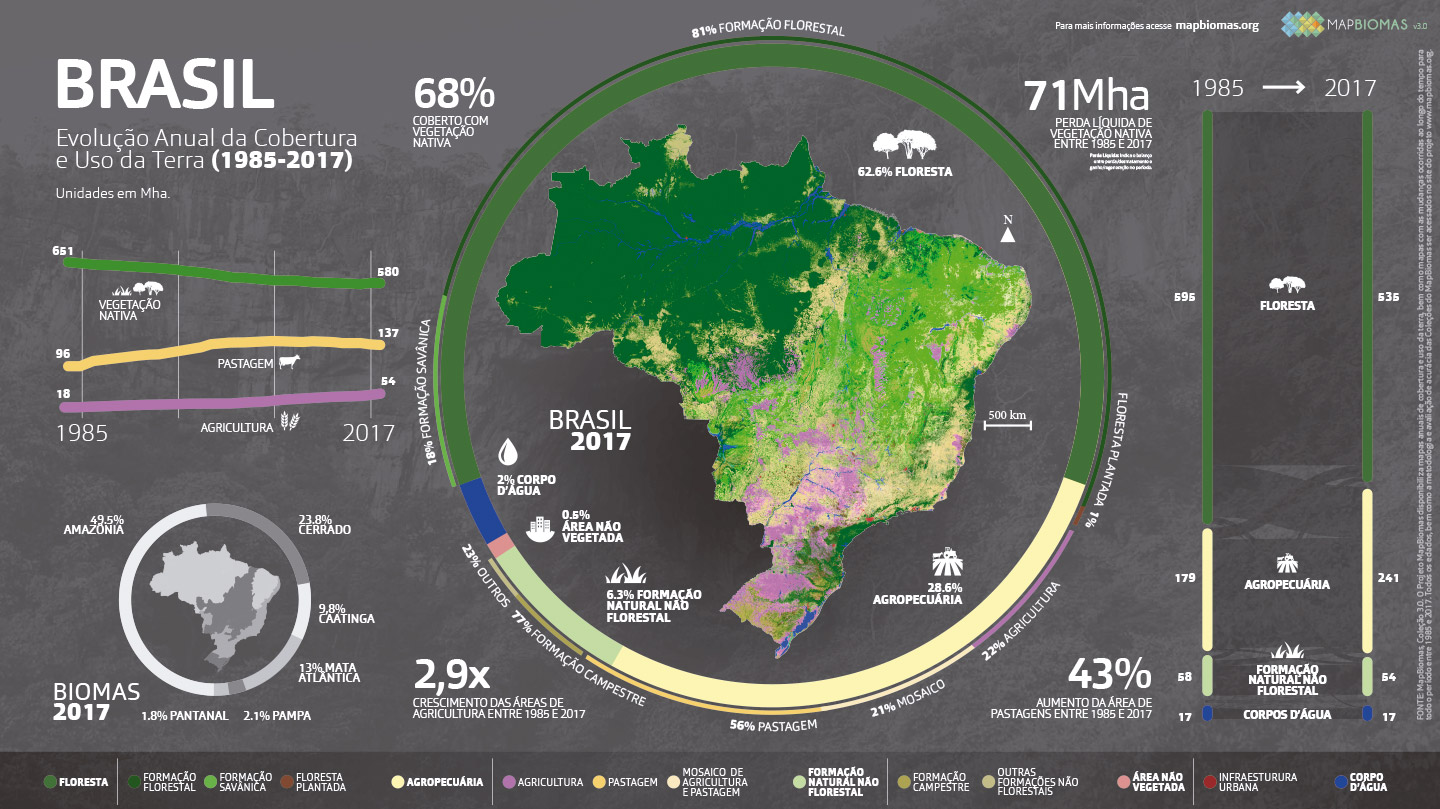 BRASIL
Evolução Anual da Cobertura
e Uso da Terra (1985-2017)
Unidades em Mha.
651
580
VEGETAÇÃO
NATIVA
96
137
PASTAGEM
18
54
AGRICULTURA
1985
2017
49.5%
AMAZÔNIA
23.8%
CERRADO
9,8%
CAATINGA
13% MATA
ATLÂNTICA
2.1% PAMPA
1.8% PANTANAL
BIOMAS
2017
68%
COBERTO COM
VEGETAÇÃO
NATIVA
81% FORMAÇÃO FLORESTAL
18% FORMAÇÃO SAVÂNICA
FLORESTA PLANTADA 1%
62.6% FLORESTA
N
500 km
BRASIL
2017
2% CORPO
D'ÁGUA
0.5%
ÁREA NÃO
VEGETADA
6.3% FORMAÇÃO
NATURAL NÃO
FLORESTAL
28.6%
AGROPECUÁRIA
23% OUTROS
77% FORMAÇÃO CAMPESTRE
56% PASTAGEM
21% MOSAICO
22% AGRICULTURA
2,9x
CRESCIMENTO DAS ÁREAS DE
AGRICULTURA ENTRE 1985 E 2017
43%
AUMENTO DA ÁREA DE
PASTAGENS ENTRE 1985 E 2017
Para mais informações acesse mapbiomas.org
MAPBIOMAS v3.0
71Mha
PERDA LÍQUIDA DE
VEGETAÇÃO NATIVA
ENTRE 1985 E 2017
Perda Líquida: Indica o balanço
entre perda/desmatamento e
ganho/regeneração no período.
1985 → 2017
595
FLORESTA
535
179
AGROPECUÁRIA
241
58
FORMAÇÃO
NATURAL NÃO
FLORESTAL
54
17
CORPOS D'ÁGUA
17
FONTE: MapBiomas, Coleção 3.0. O Projeto MapBiomas disponibiliza mapas anuais de cobertura e uso da terra, bem como mapas com as mudanças ocorridas ao longo do tempo para
todo o período entre 1985 e 2017. Todos os dados, bem como a metodologia e avaliação de acurácia das Coleções do MapBiomas ser acessados no site do projeto www.mapbiomas.org.
FLORESTA
FORMAÇÃO
FLORESTAL
FORMAÇÃO
SAVÂNICA
FLORESTA
PLANTADA
AGROPECUÁRIA
AGRICULTURA
PASTAGEM
MOSAICO DE
AGRICULTURA
E PASTAGEM
FORMAÇÃO
NATURAL NÃO
FLORESTAL
FORMAÇÃO
CAMPESTRE
OUTRAS
FORMAÇÕES NÃO
FLORESTAIS
ÁREA NÃO
VEGETADA
INFRAESTURURA
URBANA
CORPO
D'ÁGUA